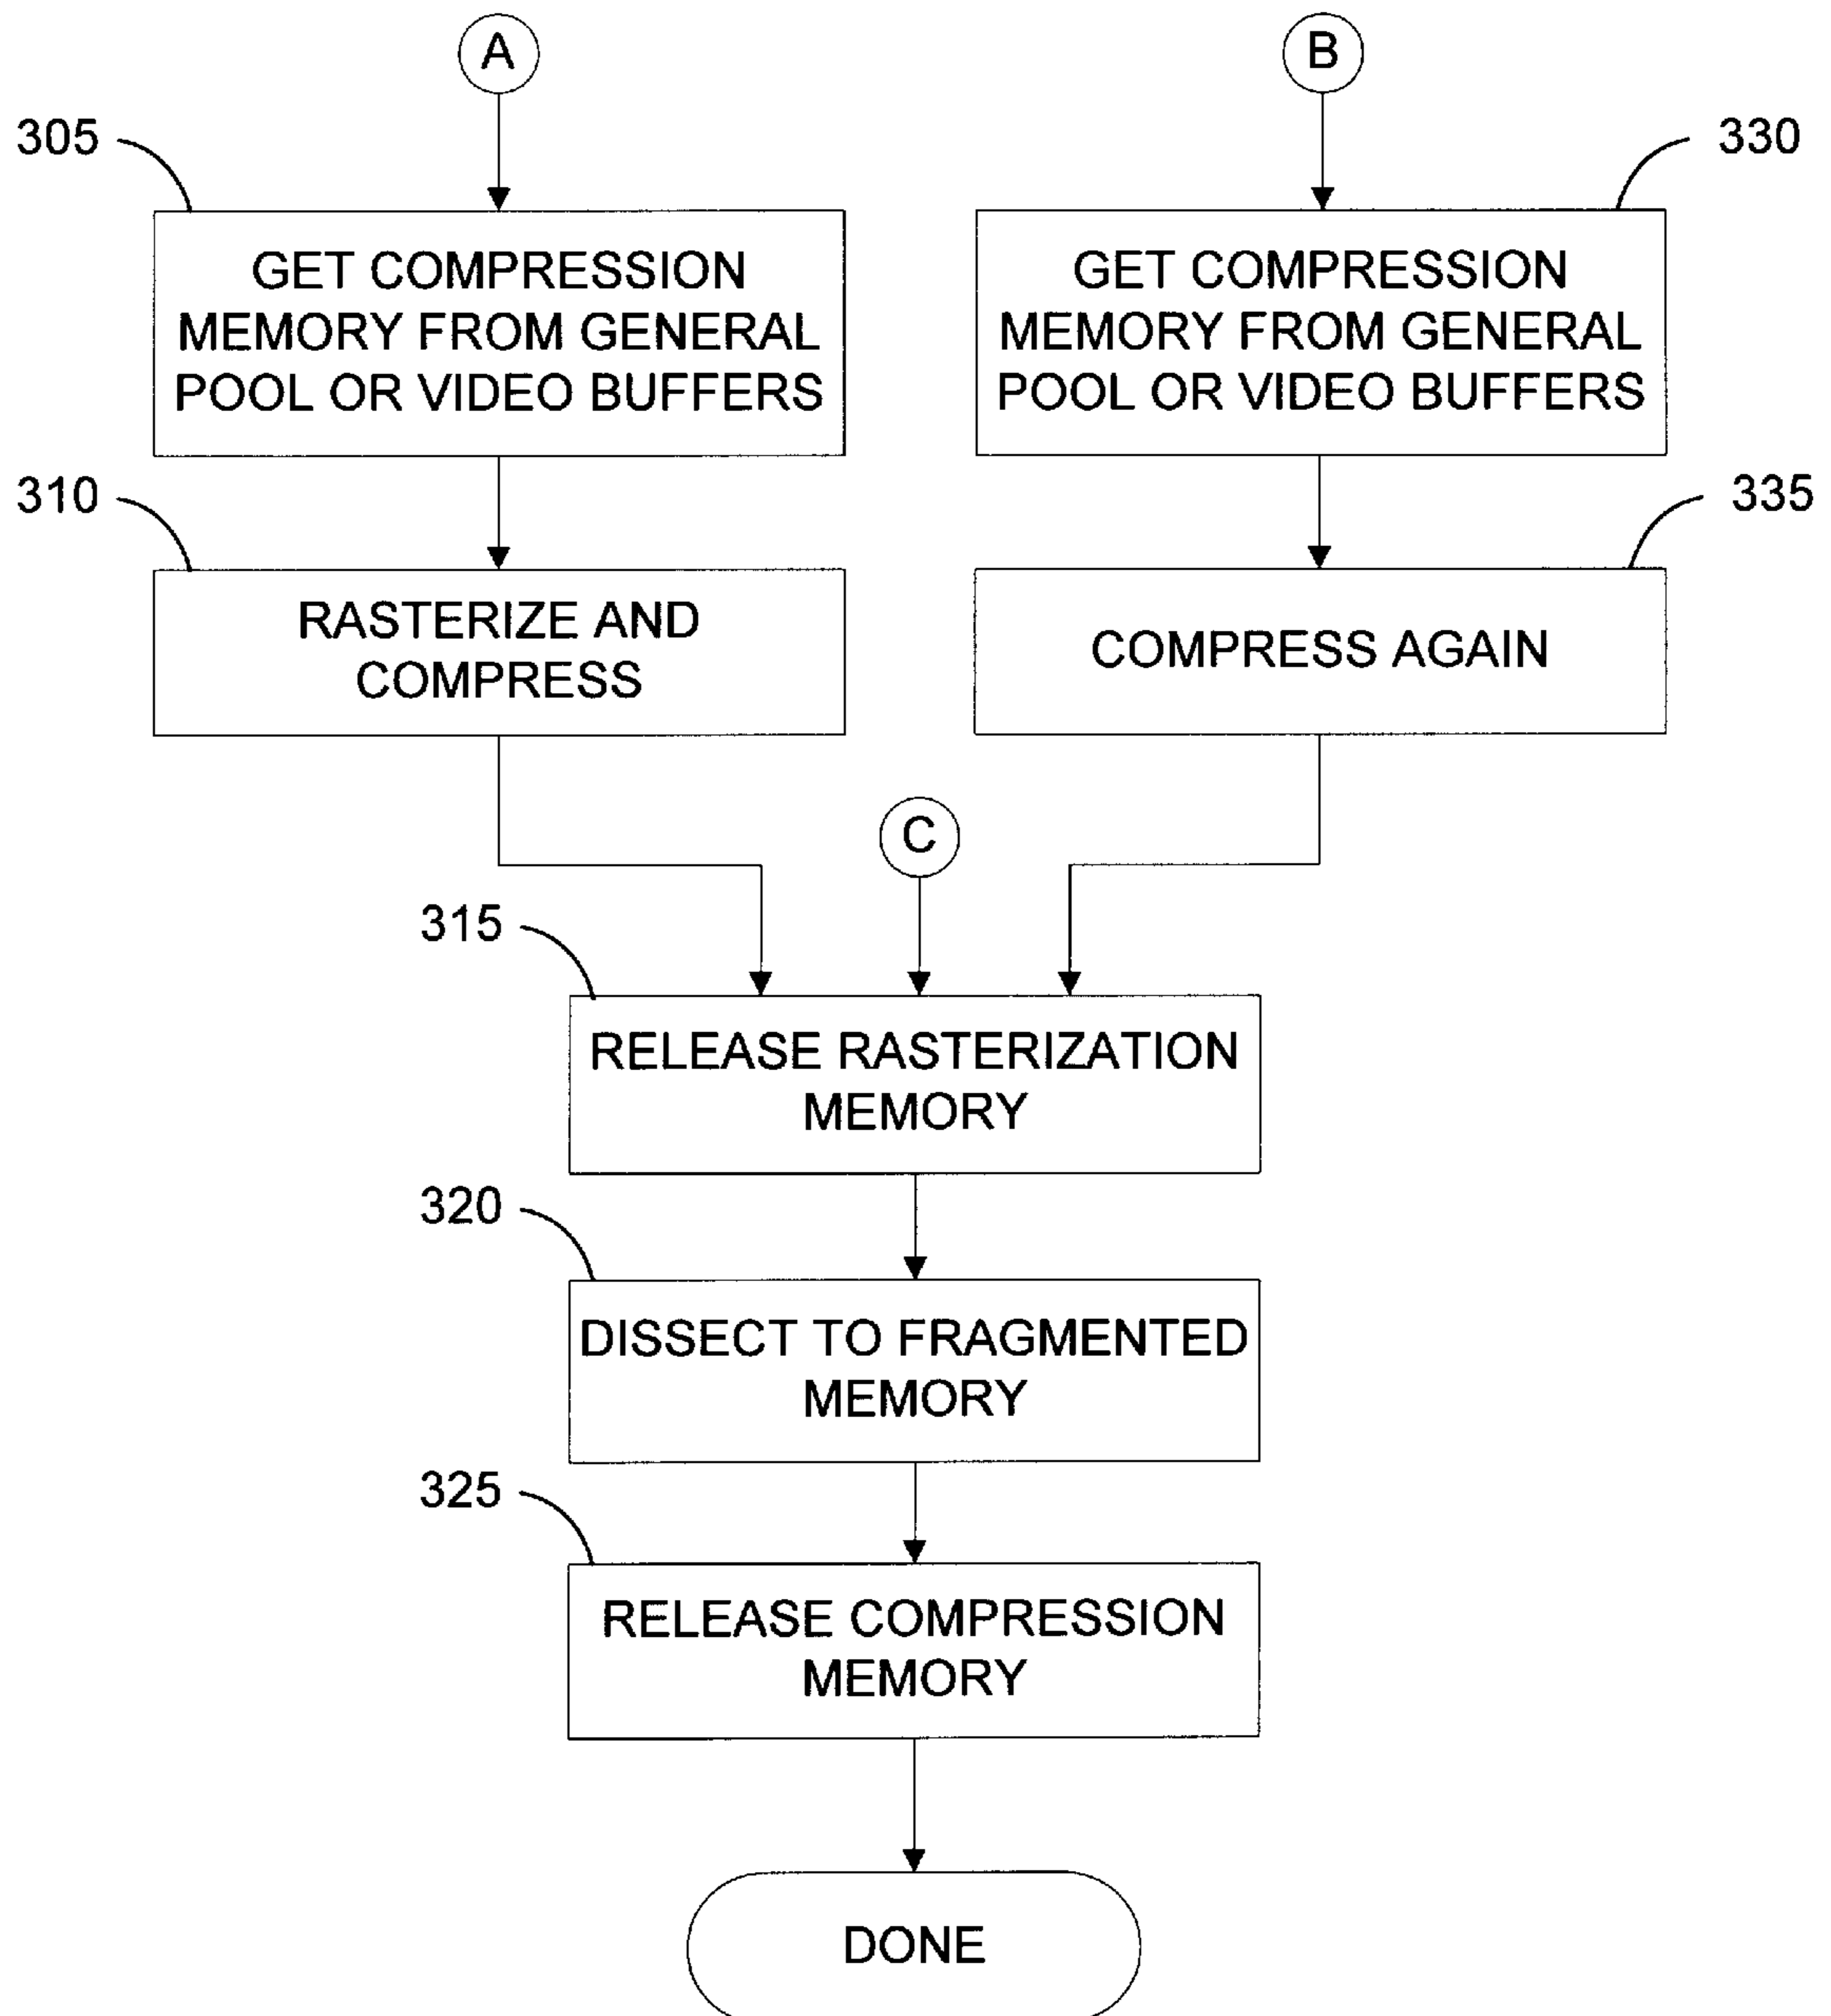 A
B
305
330
GET COMPRESSION
MEMORY FROM GENERAL
POOL OR VIDEO BUFFERS
GET COMPRESSION
MEMORY FROM GENERAL
POOL OR VIDEO BUFFERS
310
335
RASTERIZE AND
COMPRESS
COMPRESS AGAIN
C
315
RELEASE RASTERIZATION
MEMORY
320
DISSECT TO FRAGMENTED
MEMORY
325
RELEASE COMPRESSION
MEMORY
DONE